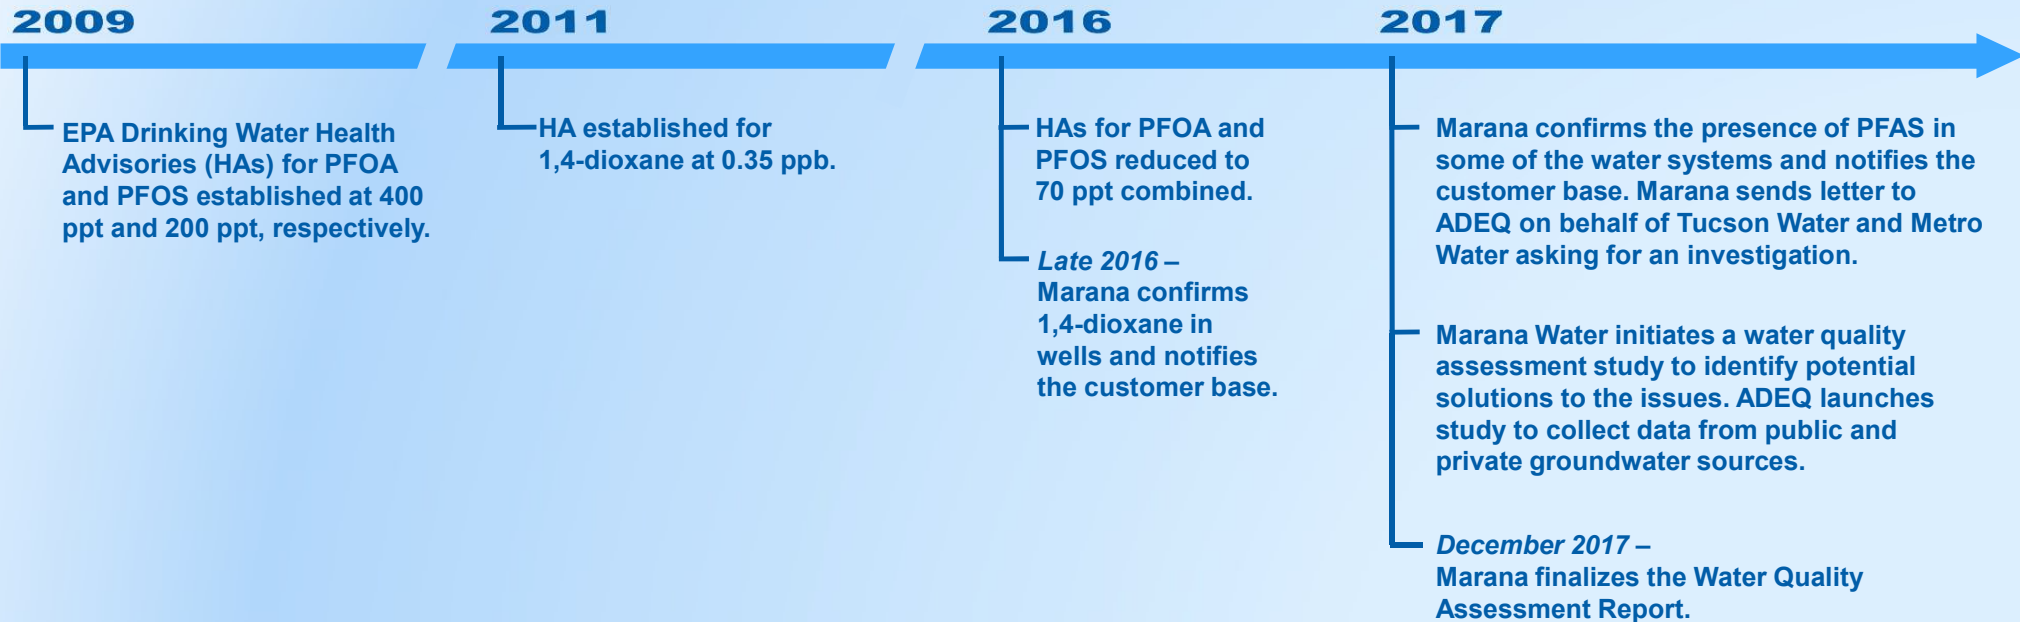 2009
EPA Drinking Water Health
Advisories (HAs) for PFOA
and PFOS established at 400
ppt and 200 ppt, respectively.
2011
HA established for
1,4-dioxane at 0.35 ppb.
2016
HAs for PFOA and
PFOS reduced to
70 ppt combined.
Late 2016 –
Marana confirms
1,4-dioxane in
wells and notifies
the customer base.
2017
Marana confirms the presence of PFAS in
some of the water systems and notifies the
customer base. Marana sends letter to
ADEQ on behalf of Tucson Water and Metro
Water asking for an investigation.
Marana Water initiates a water quality
assessment study to identify potential
solutions to the issues. ADEQ launches
study to collect data from public and
private groundwater sources.
December 2017 –
Marana finalizes the Water Quality
Assessment Report.